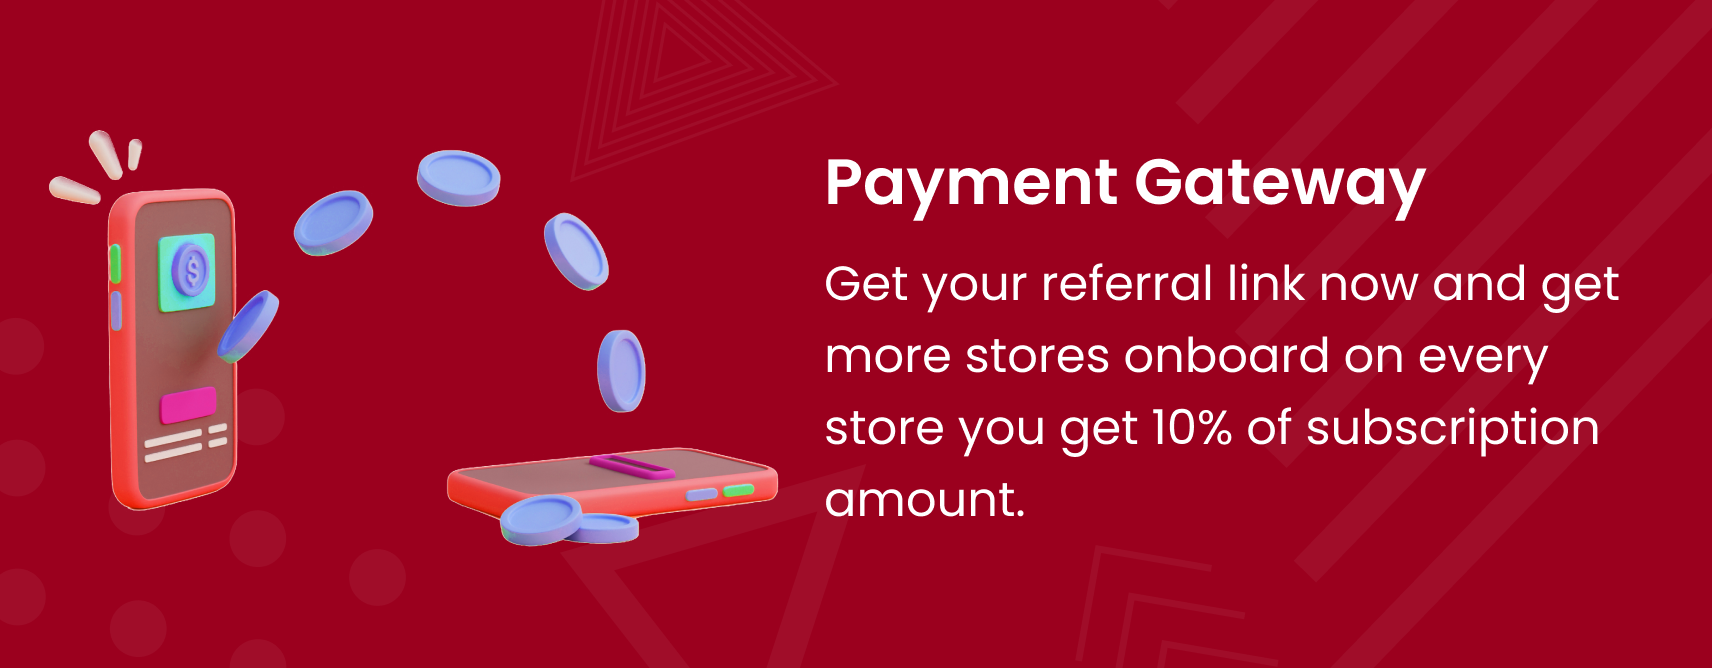 Payment Gateway
Get your referral link now and get
more stores onboard on every
store you get 10% of subscription
amount.
$